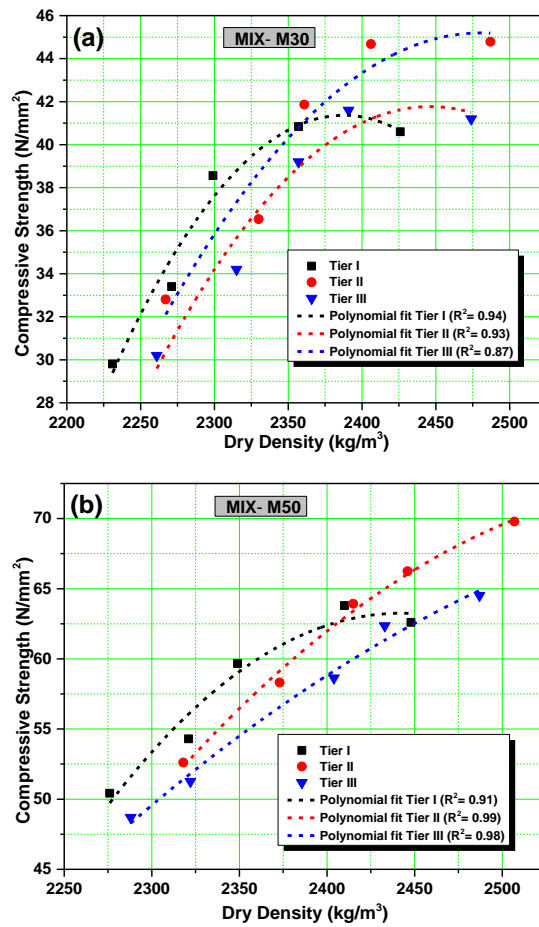 (a)
MIX- M30
Compressive Strength (N/mm²)
46
44
42
40
38
36
34
32
30
28
Tier I
Tier II
Tier III
Polynomial fit Tier I (R²= 0.94)
Polynomial fit Tier II (R²= 0.93)
Polynomial fit Tier III (R²= 0.87)
2200 2250 2300 2350 2400 2450 2500
Dry Density (kg/m³)
(b)
MIX- M50
Compressive Strength (N/mm²)
70
65
60
55
50
45
Tier I
Tier II
Tier III
Polynomial fit Tier I (R²= 0.91)
Polynomial fit Tier II (R²= 0.99)
Polynomial fit Tier III (R²= 0.98)
2250 2300 2350 2400 2450 2500
Dry Density (kg/m³)